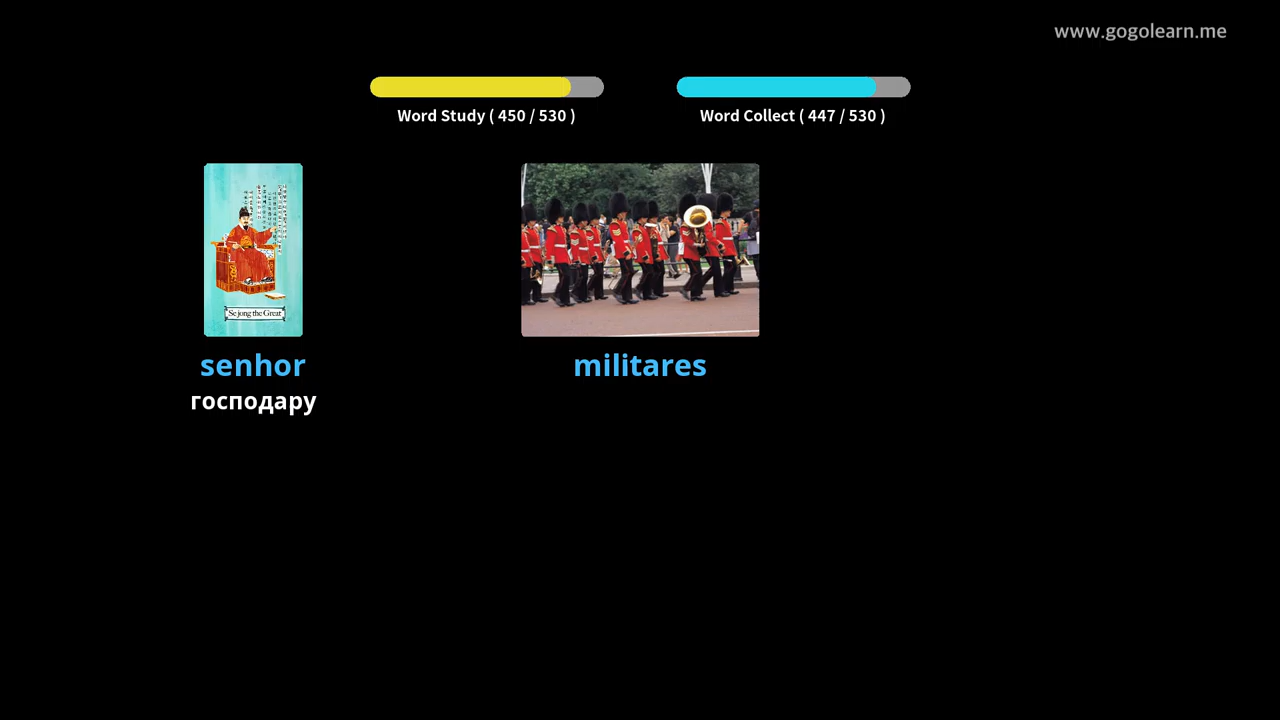 www.gogolearn.me
Word Study ( 450 / 530 )
Word Collect ( 447 / 530 )
Se jong the Great
senhor
господару
militares